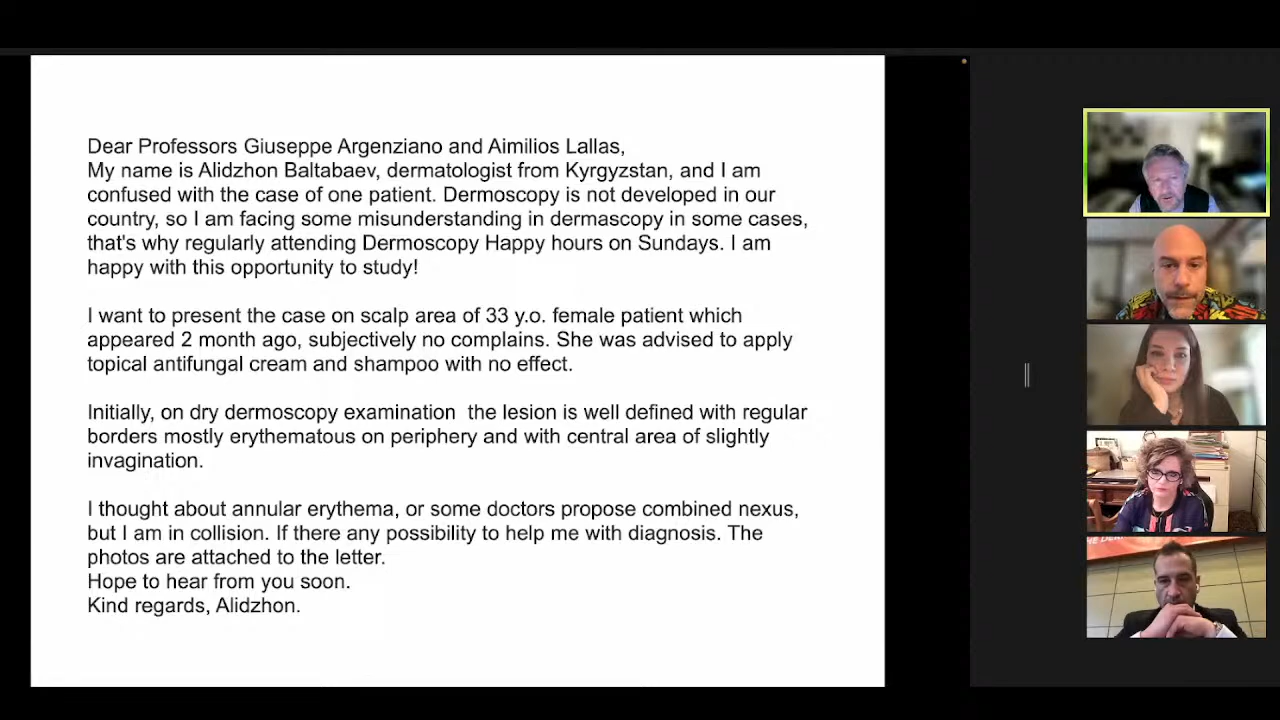 Dear Professors Giuseppe Argenziano and Aimilios Lallas,
My name is Alidzhon Baltabaev, dermatologist from Kyrgyzstan, and I am
confused with the case of one patient. Dermoscopy is not developed in our
country, so I am facing some misunderstanding in dermascopy in some cases,
that's why regularly attending Dermoscopy Happy hours on Sundays. I am
happy with this opportunity to study!
I want to present the case on scalp area of 33 y.o. female patient which
appeared 2 month ago, subjectively no complains. She was advised to apply
topical antifungal cream and shampoo with no effect.
Initially, on dry dermoscopy examination  the lesion is well defined with regular
borders mostly erythematous on periphery and with central area of slightly
invagination.
I thought about annular erythema, or some doctors propose combined nexus,
but I am in collision. If there any possibility to help me with diagnosis. The
photos are attached to the letter.
Hope to hear from you soon.
Kind regards, Alidzhon.